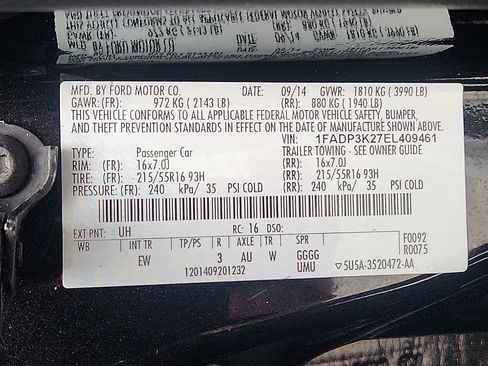 MFD. BY FORD MOTOR CO. DATE: 09/14 GVWR: 1810 KG ( 3990 LB)
GAWR: (FR): 972 KG ( 2143 LB) (RR): 880 KG ( 1940 LB)
THIS VEHICLE CONFORMS TO ALL APPLICABLE FEDERAL MOTOR VEHICLE SAFETY, BUMPER,
AND THEFT PREVENTION STANDARDS IN EFFECT ON THE DATE OF MANUFACTURE SHOWN ABOVE.
VIN: 1FADP3K27EL409461
TYPE: Passenger Car TRAILER TOWING - SEE OWNER GUIDE
RIM: (FR): 16x7.0J (RR): 16x7.0J
TIRE: (FR): 215/55R16 93H (RR): 215/55R16 93H
PRESSURE: (FR): 240 kPa/ 35 PSI COLD (RR): 240 kPa/ 35 PSI COLD
EXT PNT: UH RC: 16 DSO:
WB INT TR TP/PS R AXLE TR SPR F0092
EW 3 AU W GGGG R0075
1201409201232 UMU ▽5U5A-3520472-AA